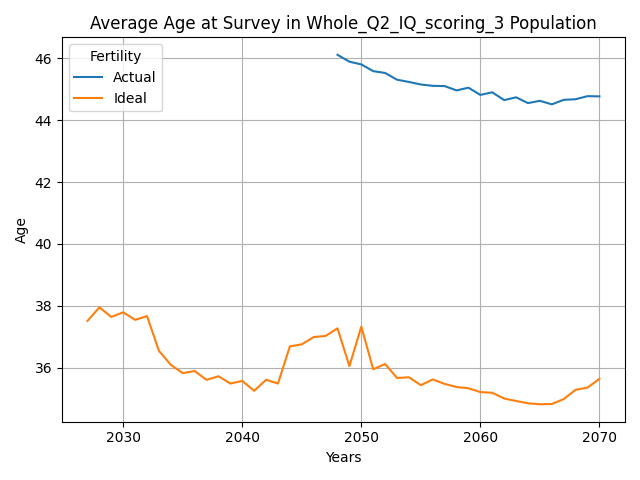 Average Age at Survey in Whole_Q2_IQ_scoring_3 Population
Fertility
Actual
Ideal
46
44
42
40
38
36
Age
2030 2040 2050 2060 2070
Years